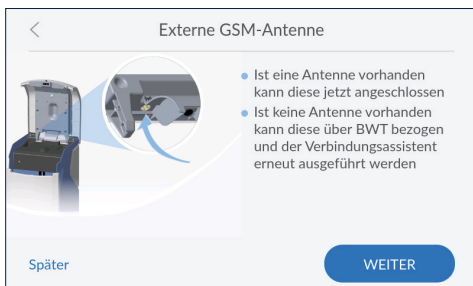 Externe GSM-Antenne
Ist eine Antenne vorhanden
kann diese jetzt angeschlossen
Ist keine Antenne vorhanden
kann diese über BWT bezogen
und der Verbindungsassistent
erneut ausgeführt werden
Später
WEITER